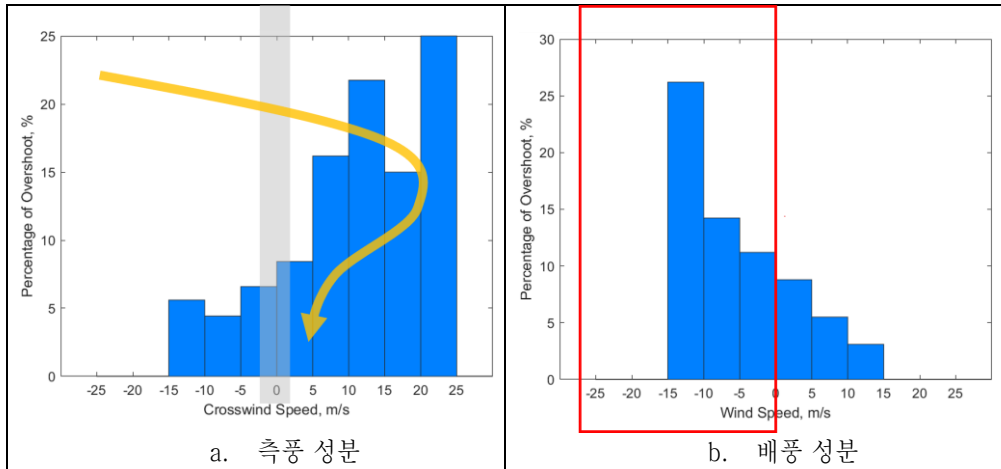 25
20
15
10
5
0
Percentage of Overshoot, %
-25 -20 -15 -10 -5 0 5 10 15 20 25
Crosswind Speed, m/s
a. 측풍 성분
30
25
20
15
10
5
0
Percentage of Overshoot, %
-25 -20 -15 -10 -5 0 5 10 15 20 25
Wind Speed, m/s
b. 배풍 성분